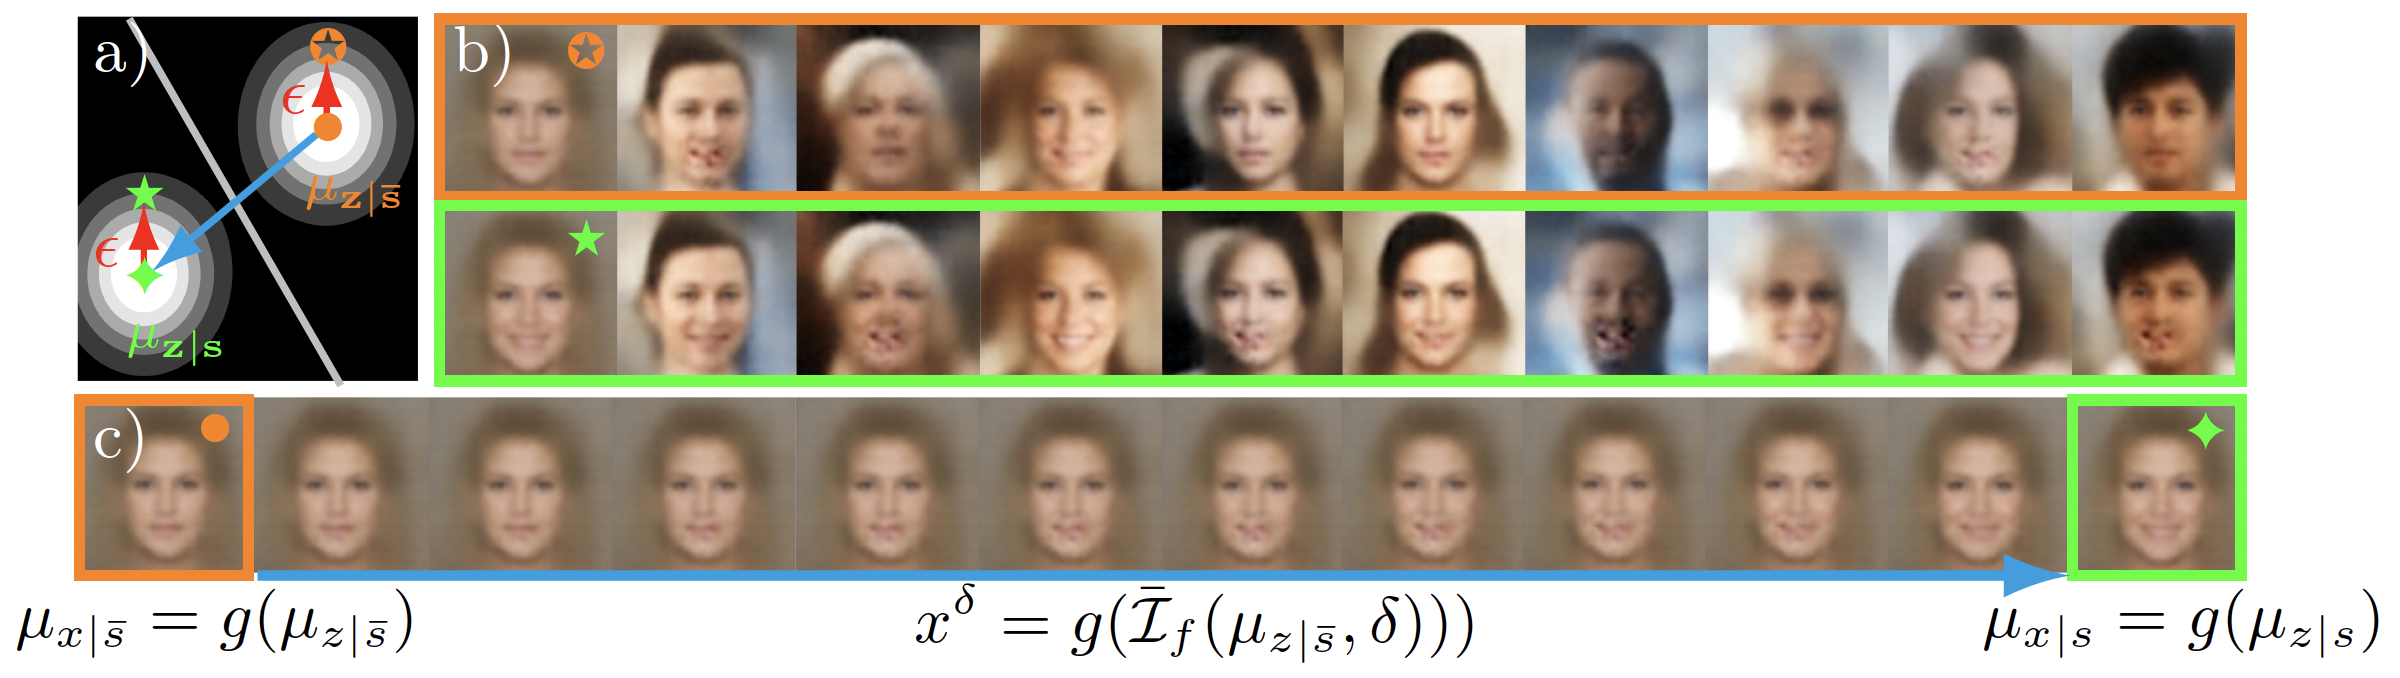 a)
ϵ
μ_{z|s̄}
ϵ
μ_{z|s}
b)
c)
μ_{x|s̄} = g(μ_{z|s̄})
x^δ = g(Ī_f(μ_{z|s̄}, δ)))
μ_{x|s} = g(μ_{z|s})